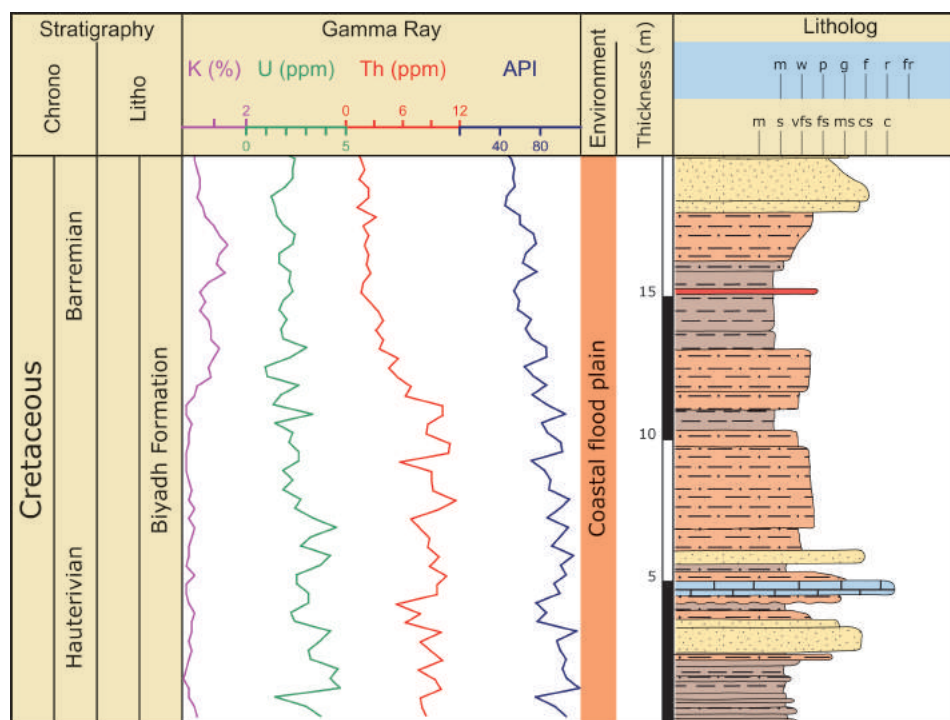 Stratigraphy
Gamma Ray
Litholog
Chrono
Litho
K (%)
U (ppm)
Th (ppm)
API
Environment
Thickness (m)
m w p g f r fr
m s vfs fs ms cs c
2
0
0
5
6
12
40
80
Cretaceous
Barremian
Hauterivian
Biyadh Formation
Coastal flood plain
15
10
5